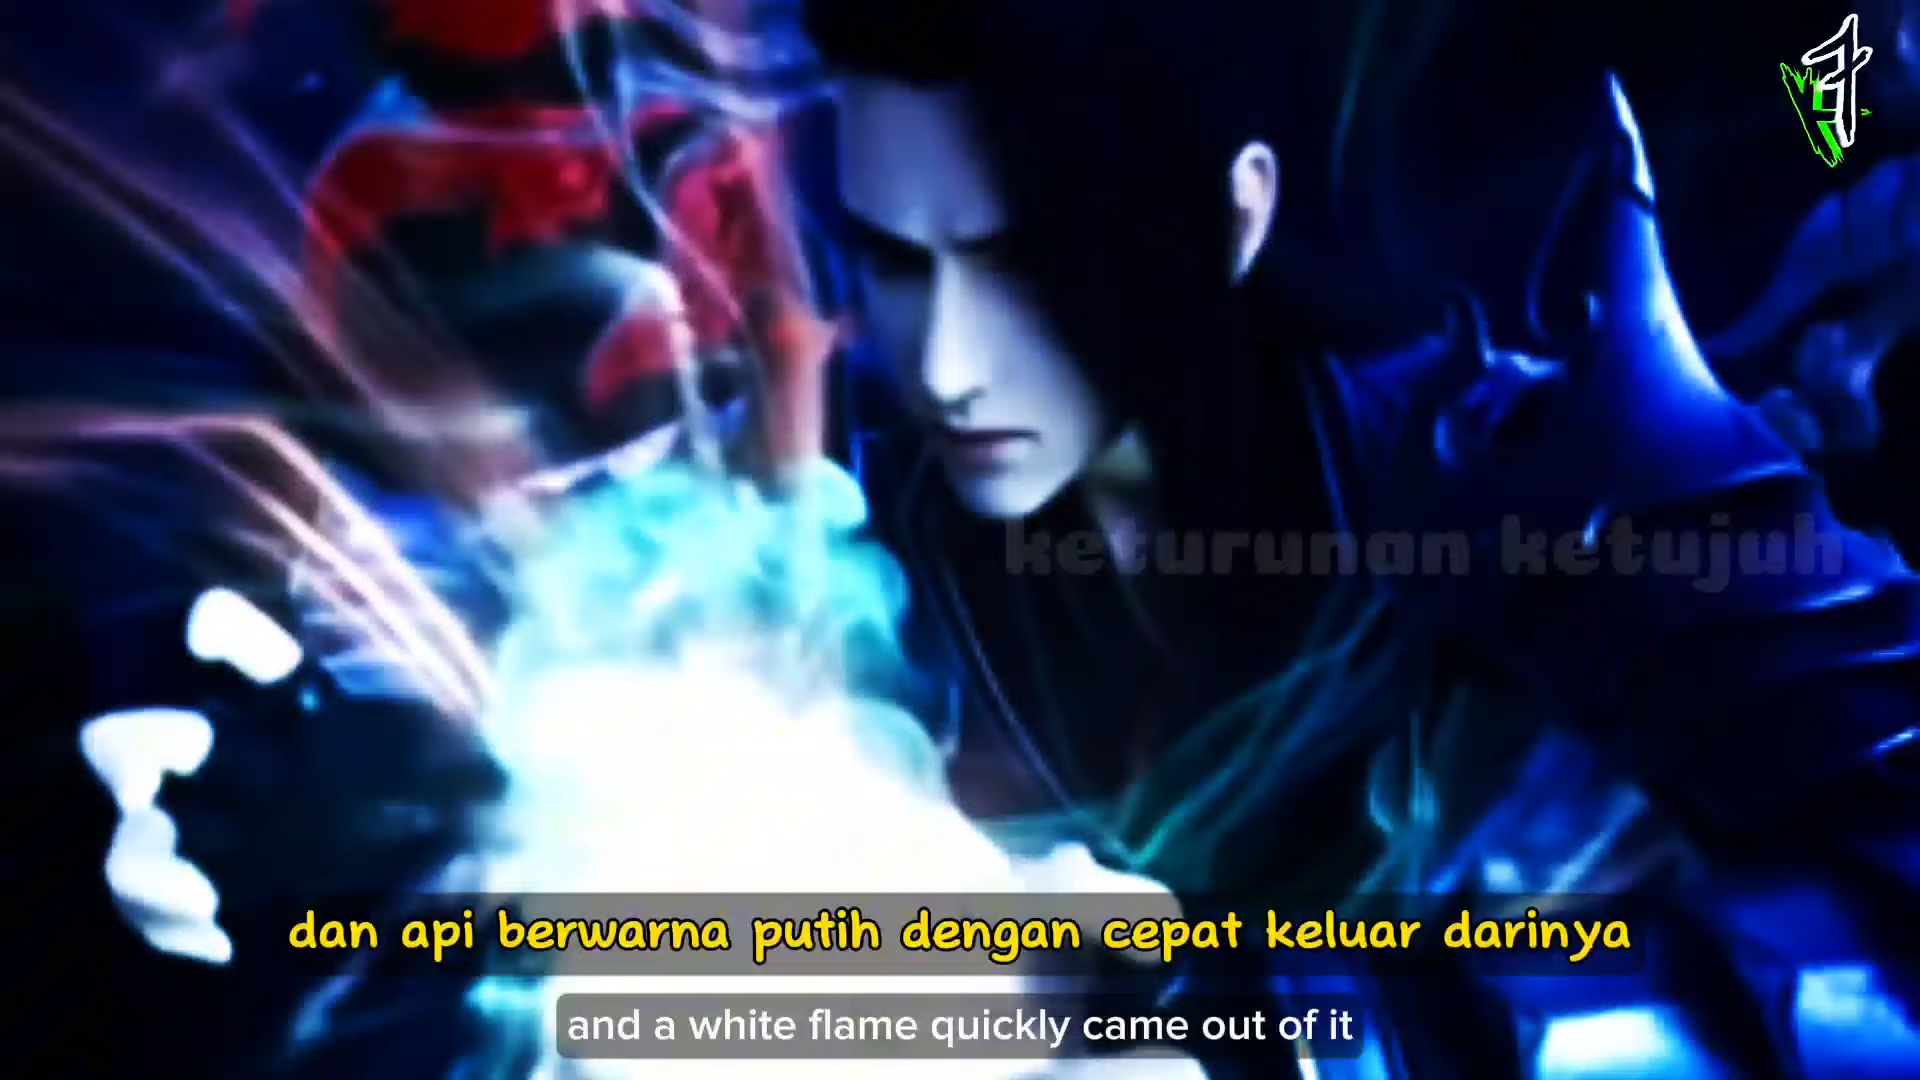 keturunan ketujuh
dan api berwarna putih dengan cepat keluar darinya
and a white flame quickly came out of it